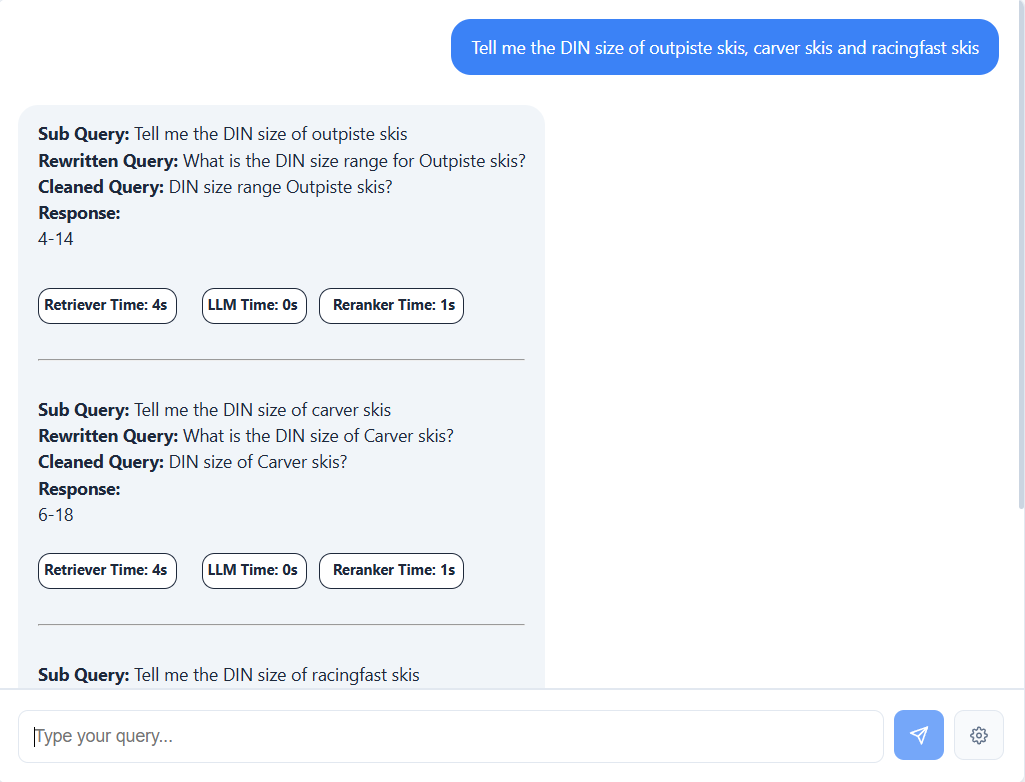 Tell me the DIN size of outpiste skis, carver skis and racingfast skis
Sub Query: Tell me the DIN size of outpiste skis
Rewritten Query: What is the DIN size range for Outpiste skis?
Cleaned Query: DIN size range Outpiste skis?
Response:
4-14
Retriever Time: 4s LLM Time: 0s Reranker Time: 1s
Sub Query: Tell me the DIN size of carver skis
Rewritten Query: What is the DIN size of Carver skis?
Cleaned Query: DIN size of Carver skis?
Response:
6-18
Retriever Time: 4s LLM Time: 0s Reranker Time: 1s
Sub Query: Tell me the DIN size of racingfast skis
Type your query...